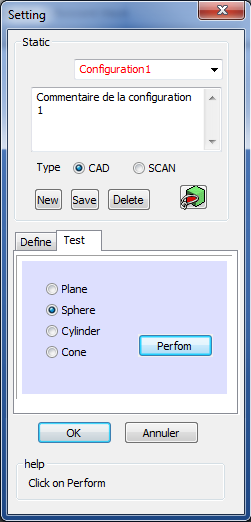 Setting
Static
Configuration1
Commentaire de la configuration
1
Type CAD SCAN
New Save Delete
Define Test
Plane
Sphere
Cylinder
Cone
Perfom
OK Annuler
help
Click on Perform